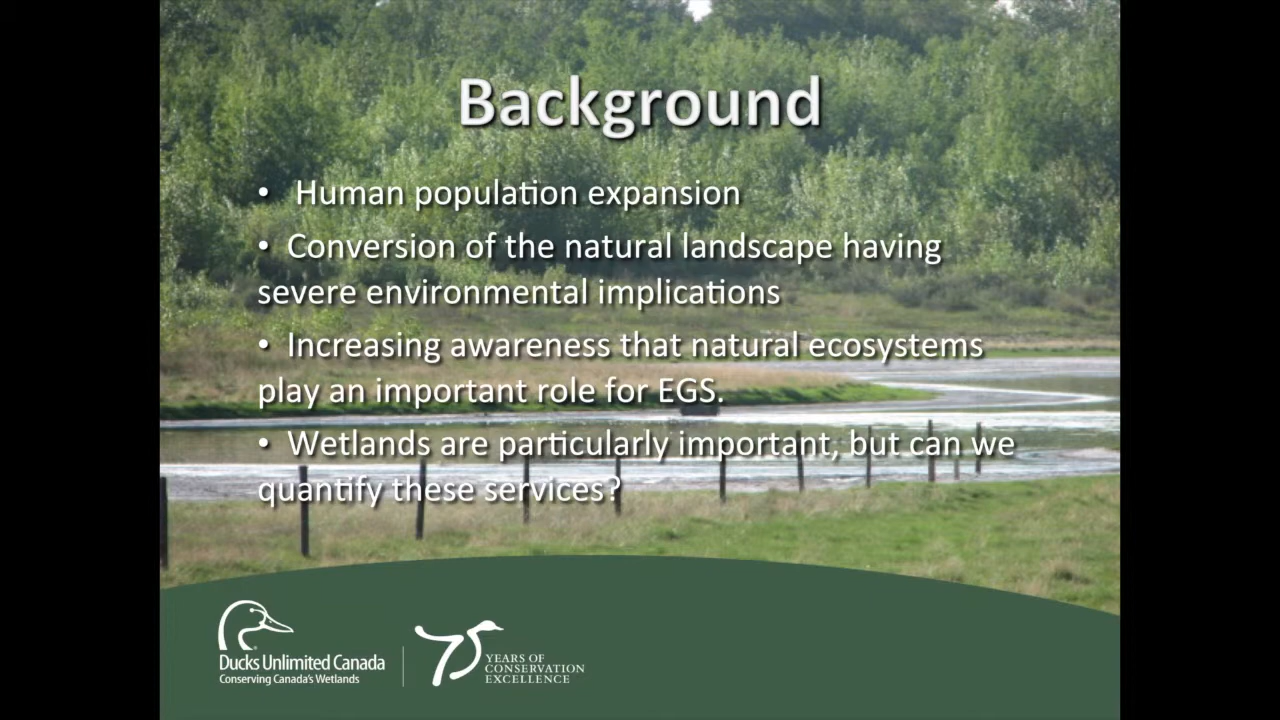 Background
• Human population expansion
• Conversion of the natural landscape having
severe environmental implications
• Increasing awareness that natural ecosystems
play an important role for EGS.
• Wetlands are particularly important, but can we
quantify these services?
Ducks Unlimited Canada
Conserving Canada's Wetlands
75
YEARS OF
CONSERVATION
EXCELLENCE